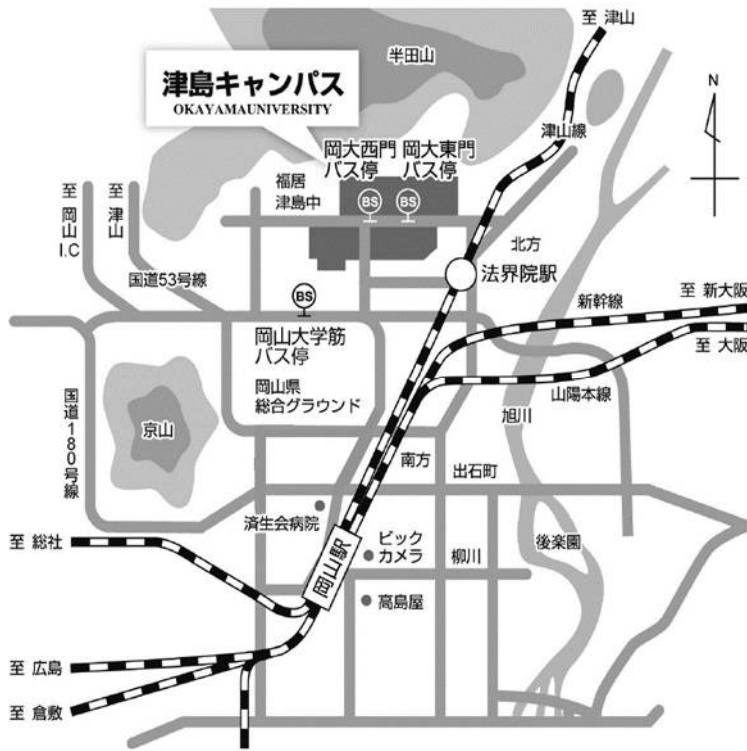 至 津山
半田山
津島キャンパス
OKAYAMAUNIVERSITY
N
津山線
岡大西門
バス停
岡大東門
バス停
福居
津島中
BS
BS
至 岡山 I.C
至 津山
国道53号線
北方
法界院駅
BS
新幹線
至 新大阪
岡山大学筋
バス停
至 大阪
岡山県
総合グラウンド
山陽本線
旭川
国道180号線
京山
南方
出石町
済生会病院
ビック
カメラ
柳川
後楽園
至 総社
岡山駅
高島屋
至 広島
至 倉敷